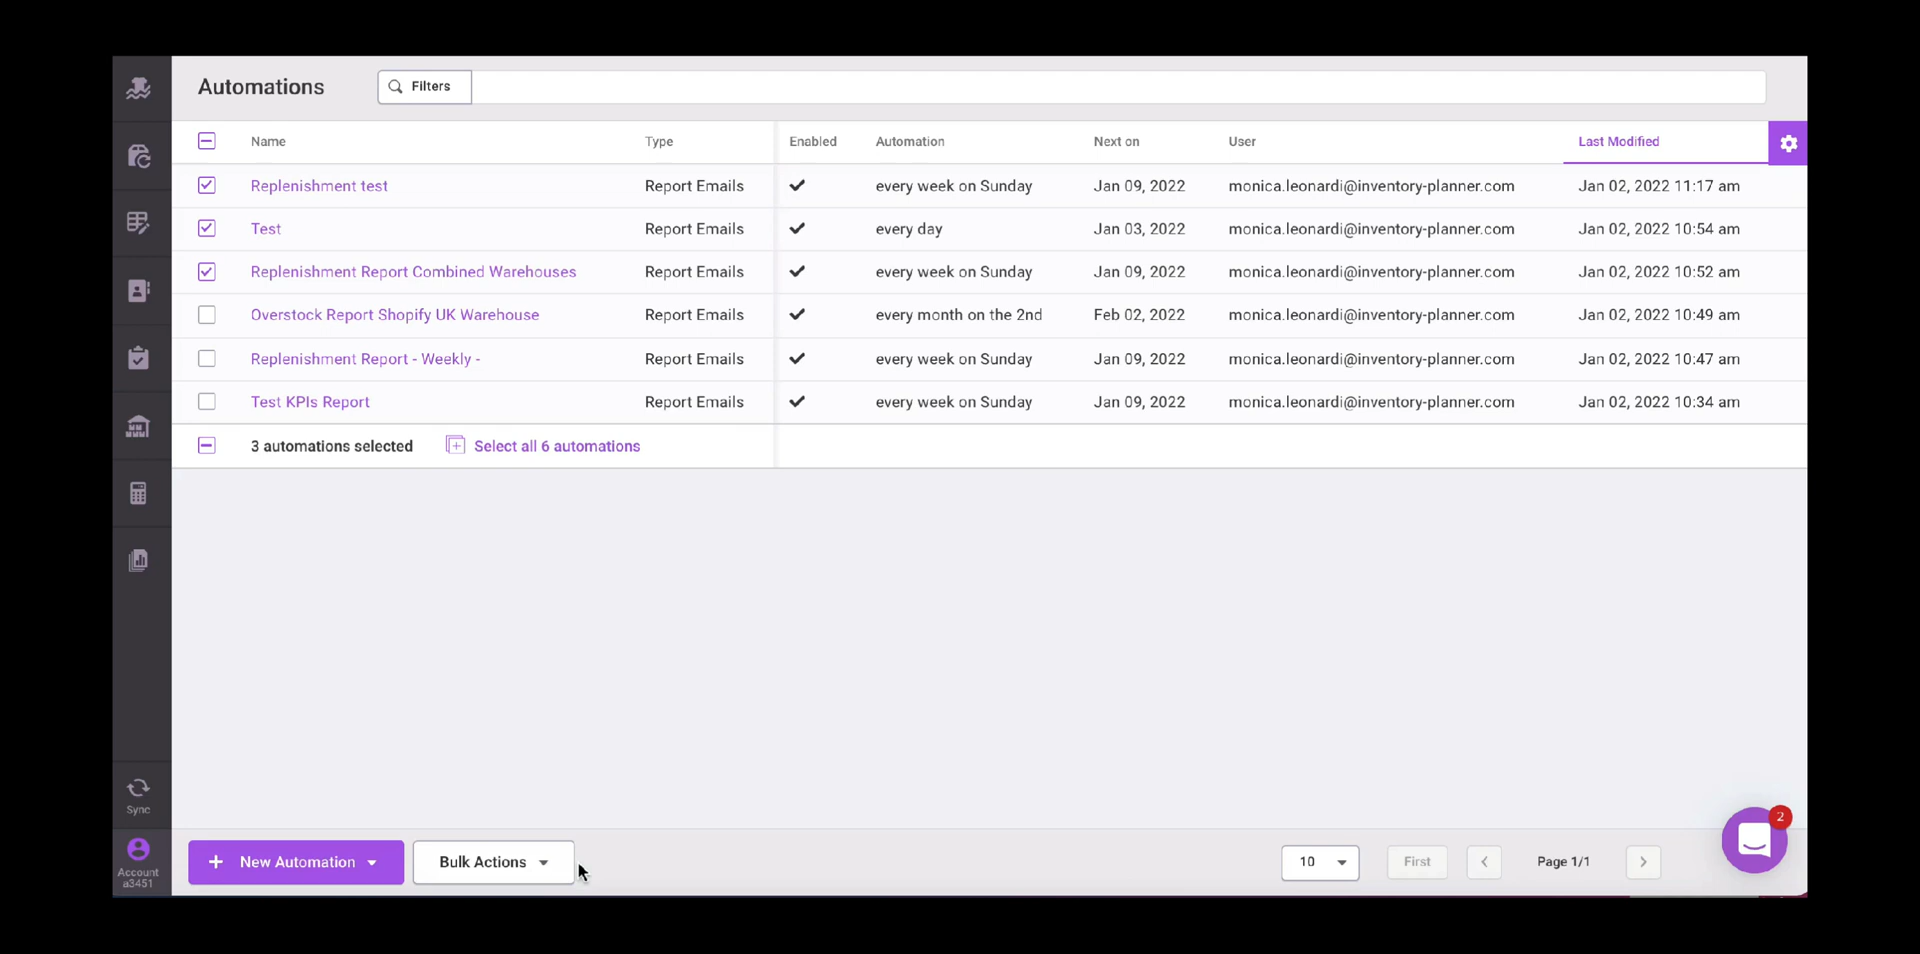 Automations
Filters
Name Type Enabled Automation Next on User Last Modified
Replenishment test Report Emails every week on Sunday Jan 09, 2022 monica.leonardi@inventory-planner.com Jan 02, 2022 11:17 am
Test Report Emails every day Jan 03, 2022 monica.leonardi@inventory-planner.com Jan 02, 2022 10:54 am
Replenishment Report Combined Warehouses Report Emails every week on Sunday Jan 09, 2022 monica.leonardi@inventory-planner.com Jan 02, 2022 10:52 am
Overstock Report Shopify UK Warehouse Report Emails every month on the 2nd Feb 02, 2022 monica.leonardi@inventory-planner.com Jan 02, 2022 10:49 am
Replenishment Report - Weekly - Report Emails every week on Sunday Jan 09, 2022 monica.leonardi@inventory-planner.com Jan 02, 2022 10:47 am
Test KPIs Report Report Emails every week on Sunday Jan 09, 2022 monica.leonardi@inventory-planner.com Jan 02, 2022 10:34 am
3 automations selected Select all 6 automations
Sync
Account
a3451
+ New Automation Bulk Actions 10 First Page 1/1
2